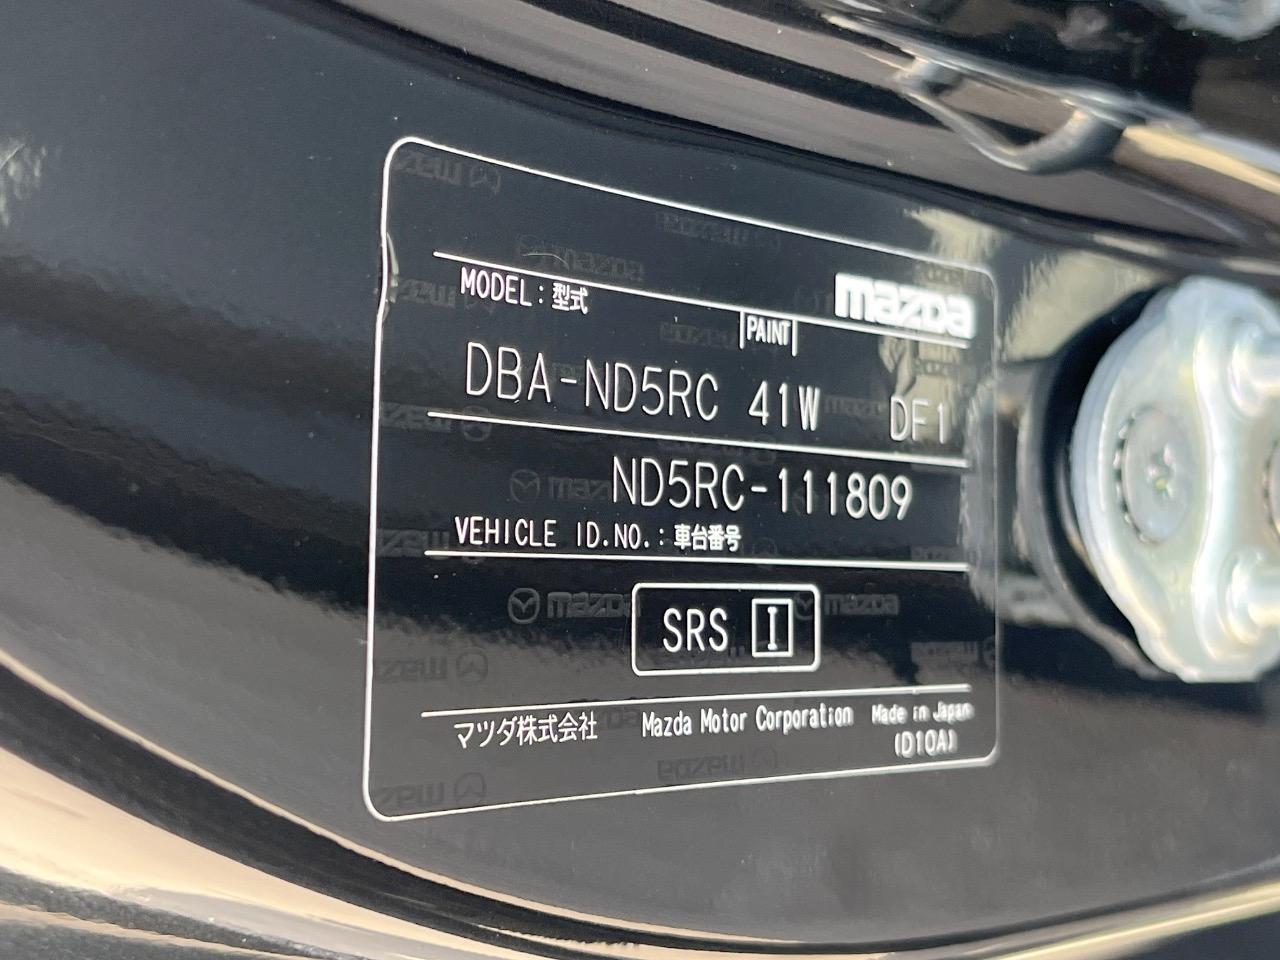 mazda
MODEL:型式
PAINT
DBA-ND5RC 41W DF1
ND5RC-111809
VEHICLE ID.NO.:車台番号
SRS I
マツダ株式会社 Mazda Motor Corporation Made in Japan
(D10A)